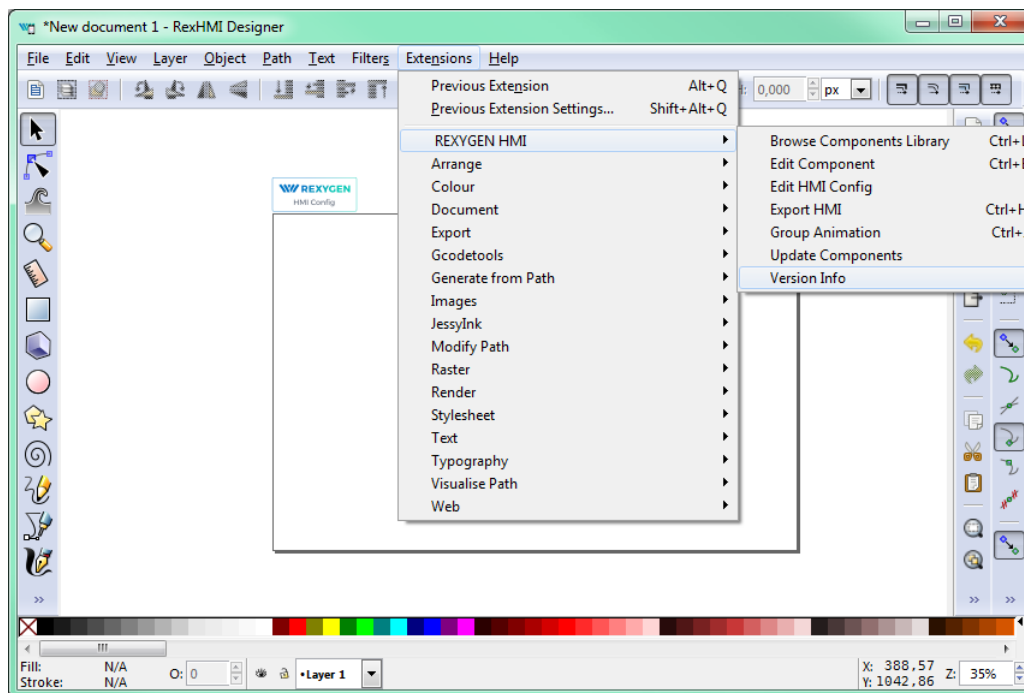 *New document 1 - RexHMI Designer
File Edit View Layer Object Path Text Filters Extensions Help
0,000 px
Previous Extension Alt+Q
Previous Extension Settings... Shift+Alt+Q
REXYGEN HMI
Arrange
Colour
Document
Export
Gcodetools
Generate from Path
Images
JessyInk
Modify Path
Raster
Render
Stylesheet
Text
Typography
Visualise Path
Web
Browse Components Library Ctrl+
Edit Component Ctrl+
Edit HMI Config
Export HMI Ctrl+H
Group Animation Ctrl+
Update Components
Version Info
REXYGEN
HMI Config
Fill: N/A
Stroke: N/A
O: 0
•Layer 1
X: 388,57
Y: 1042,86
Z: 35%